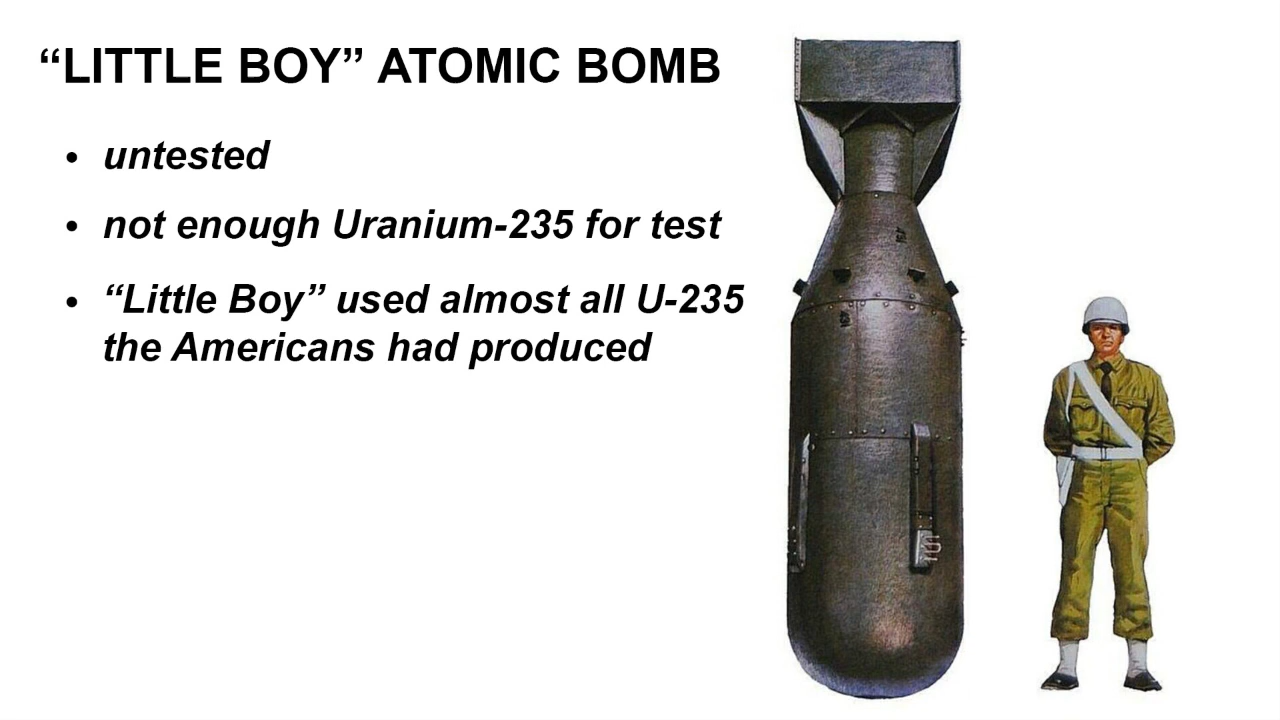 “LITTLE BOY” ATOMIC BOMB
• untested
• not enough Uranium-235 for test
• “Little Boy” used almost all U-235
the Americans had produced